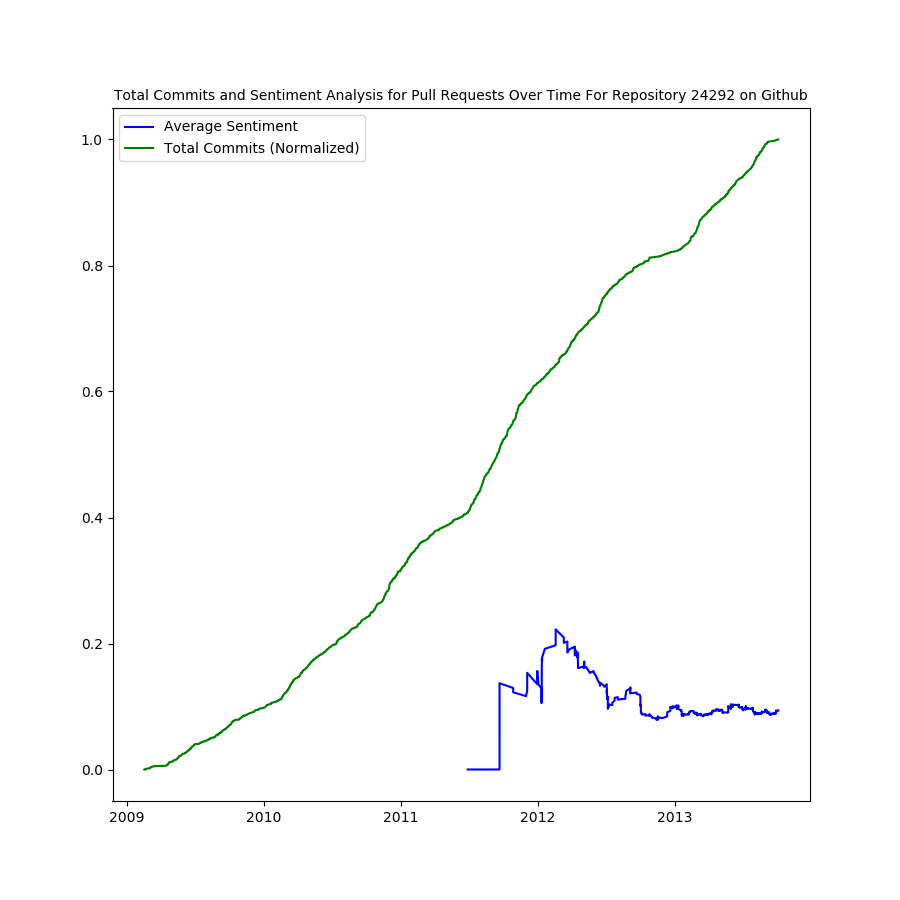 Total Commits and Sentiment Analysis for Pull Requests Over Time For Repository 24292 on Github
Average Sentiment
Total Commits (Normalized)
1.0
0.8
0.6
0.4
0.2
0.0
2009 2010 2011 2012 2013